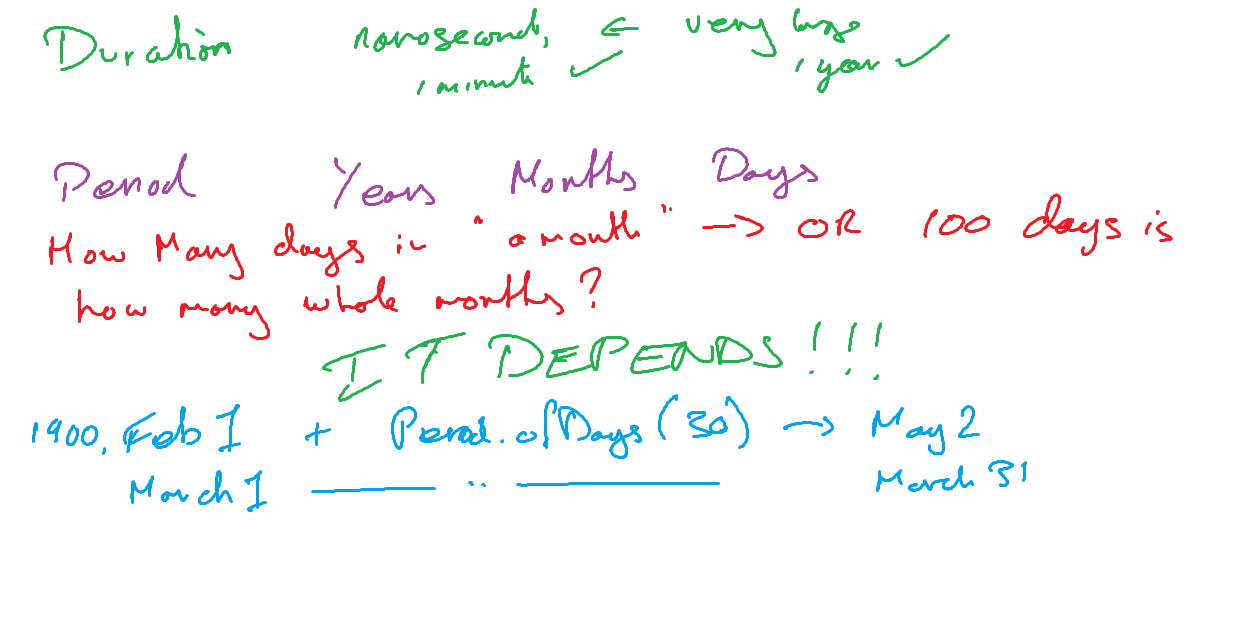 Duration nanosecond, ← very large
1 minute ✓ 1 year ✓
Period Years Months Days
How Many days in "a month" → OR 100 days is
how many whole months?
IT DEPENDS!!!
1900, Feb 1 + Period.ofDays(30) → May 2
March 1 —— " —— March 31